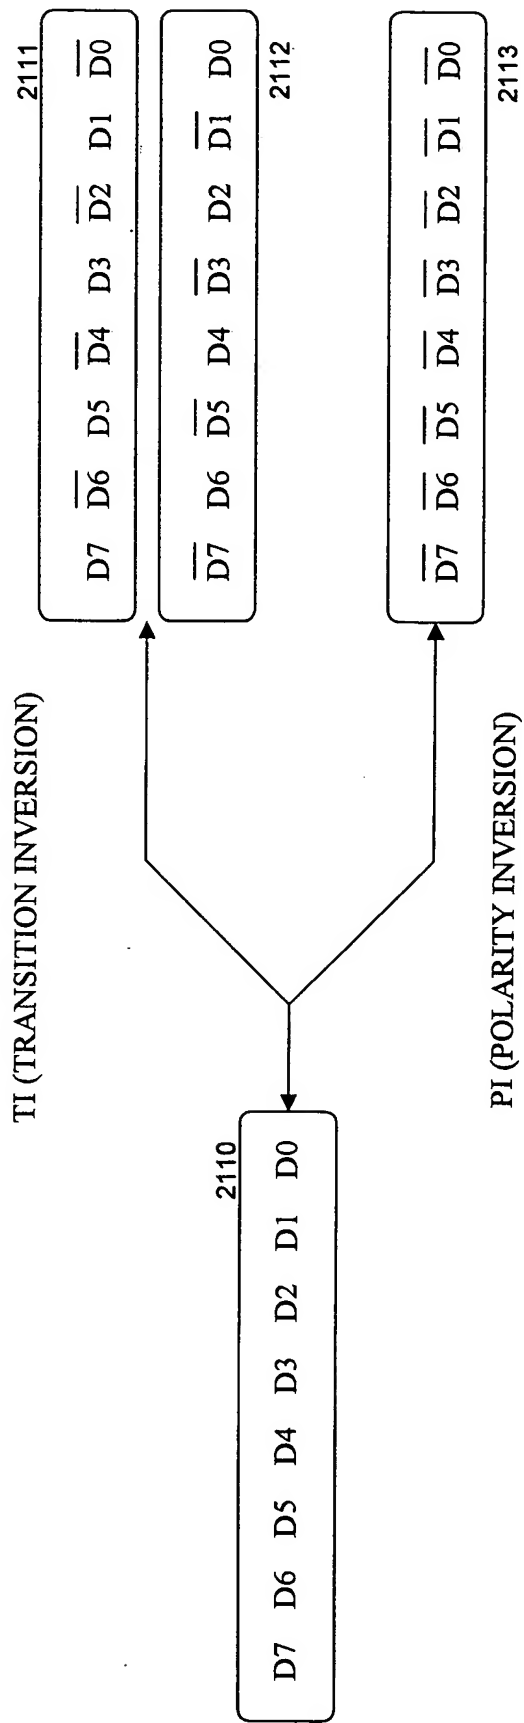 TI (TRANSITION INVERSION)
2111
D7 D̅6̅ D5 D̅4̅ D3 D̅2̅ D1 D̅0̅
D̅7̅ D6 D̅5̅ D4 D̅3̅ D2 D̅1̅ D0
2112
2110
D7 D6 D5 D4 D3 D2 D1 D0
D̅7̅ D̅6̅ D̅5̅ D̅4̅ D̅3̅ D̅2̅ D̅1̅ D̅0̅
2113
PI (POLARITY INVERSION)